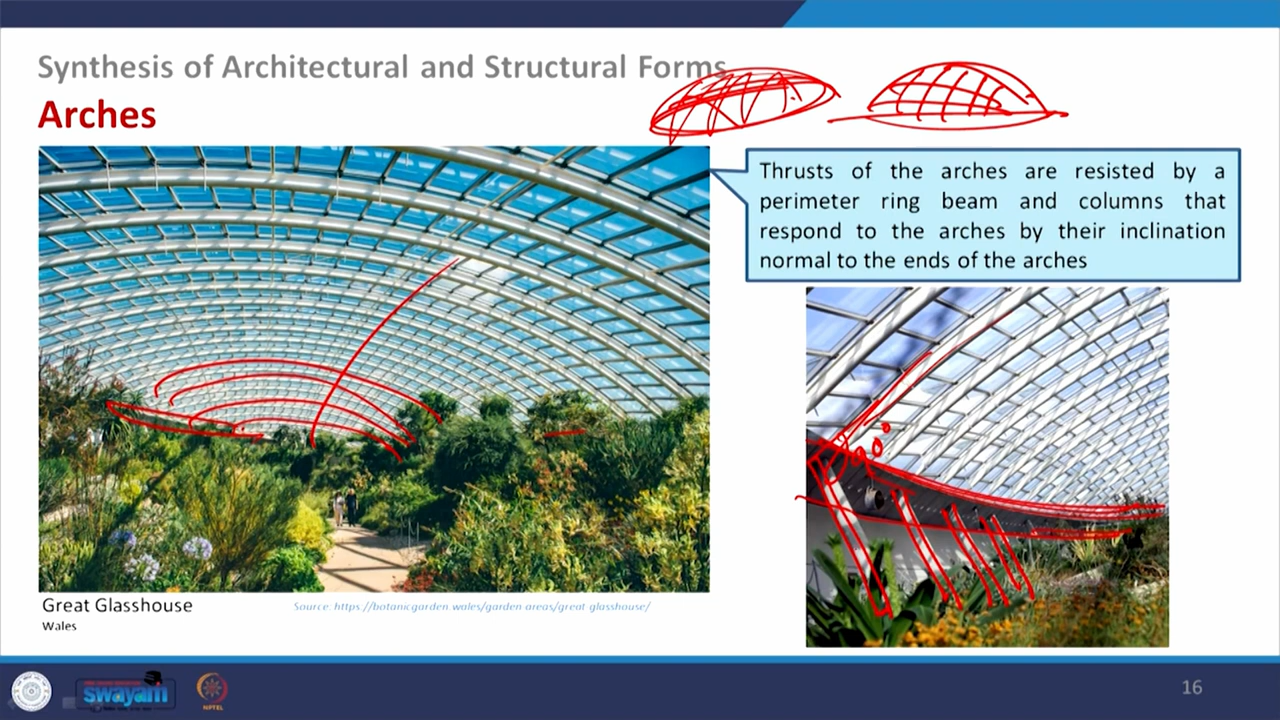 Synthesis of Architectural and Structural Forms
Arches
Thrusts of the arches are resisted by a
perimeter ring beam and columns that
respond to the arches by their inclination
normal to the ends of the arches
90°
Great Glasshouse
Source: https://botanicgarden.wales/garden-areas/great-glasshouse/
Wales
swayam
NPTEL
16